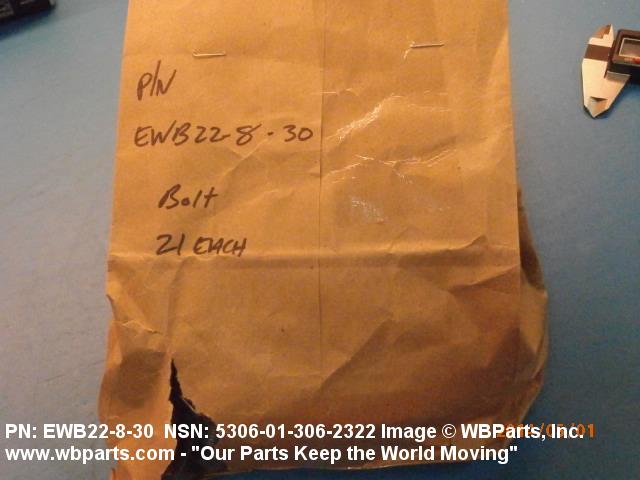 P/N
EWB22-8-30
Bolt
21 EACH
PN: EWB22-8-30 NSN: 5306-01-306-2322 Image © WBParts, Inc.
www.wbparts.com - "Our Parts Keep the World Moving"